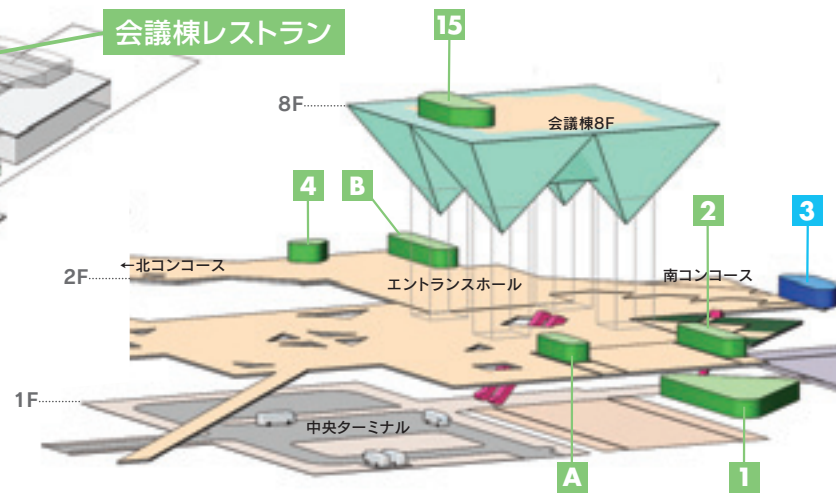 会議棟レストラン
15
8F
会議棟8F
4
B
2
3
←北コンコース
2F
エントランスホール
南コンコース
1F
中央ターミナル
A
1